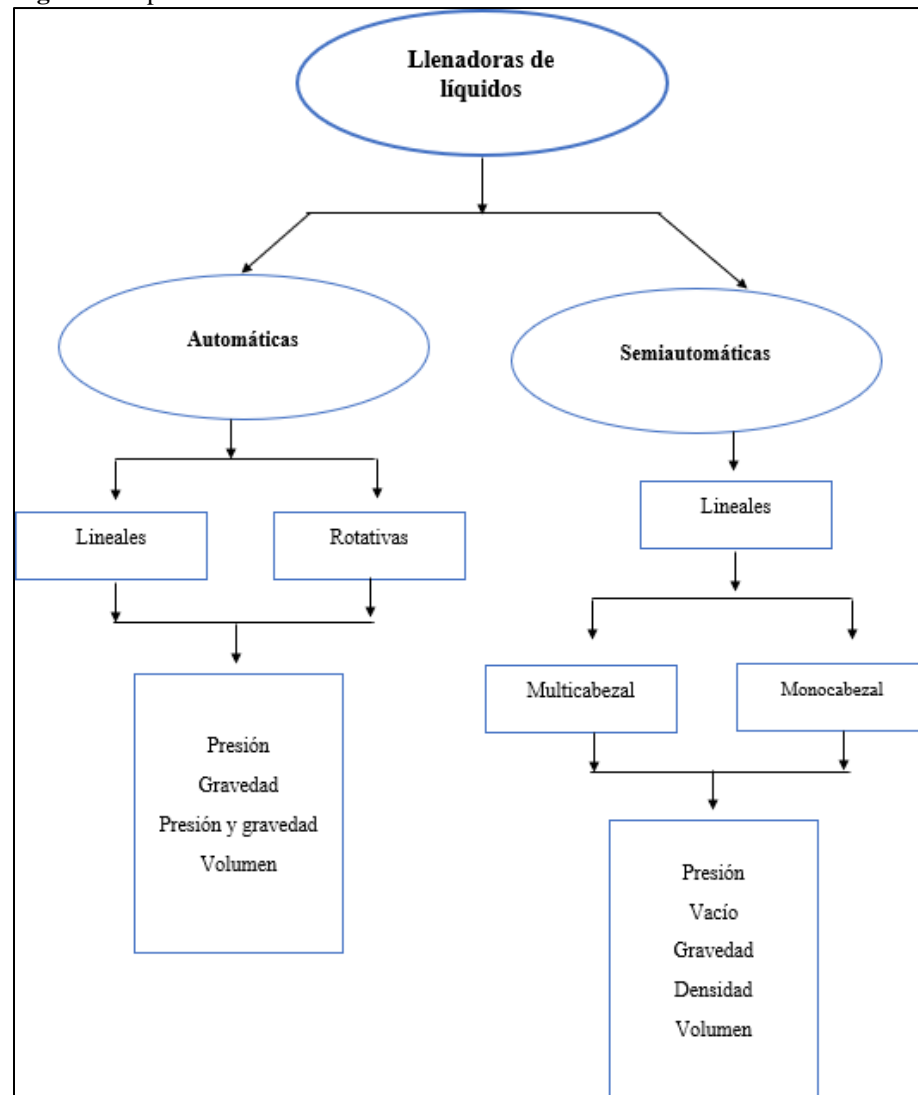 Llenadoras de
líquidos
Automáticas
Semiautomáticas
Lineales
Rotativas
Lineales
Multicabezal
Monocabezal
Presión
Gravedad
Presión y gravedad
Volumen
Presión
Vacío
Gravedad
Densidad
Volumen